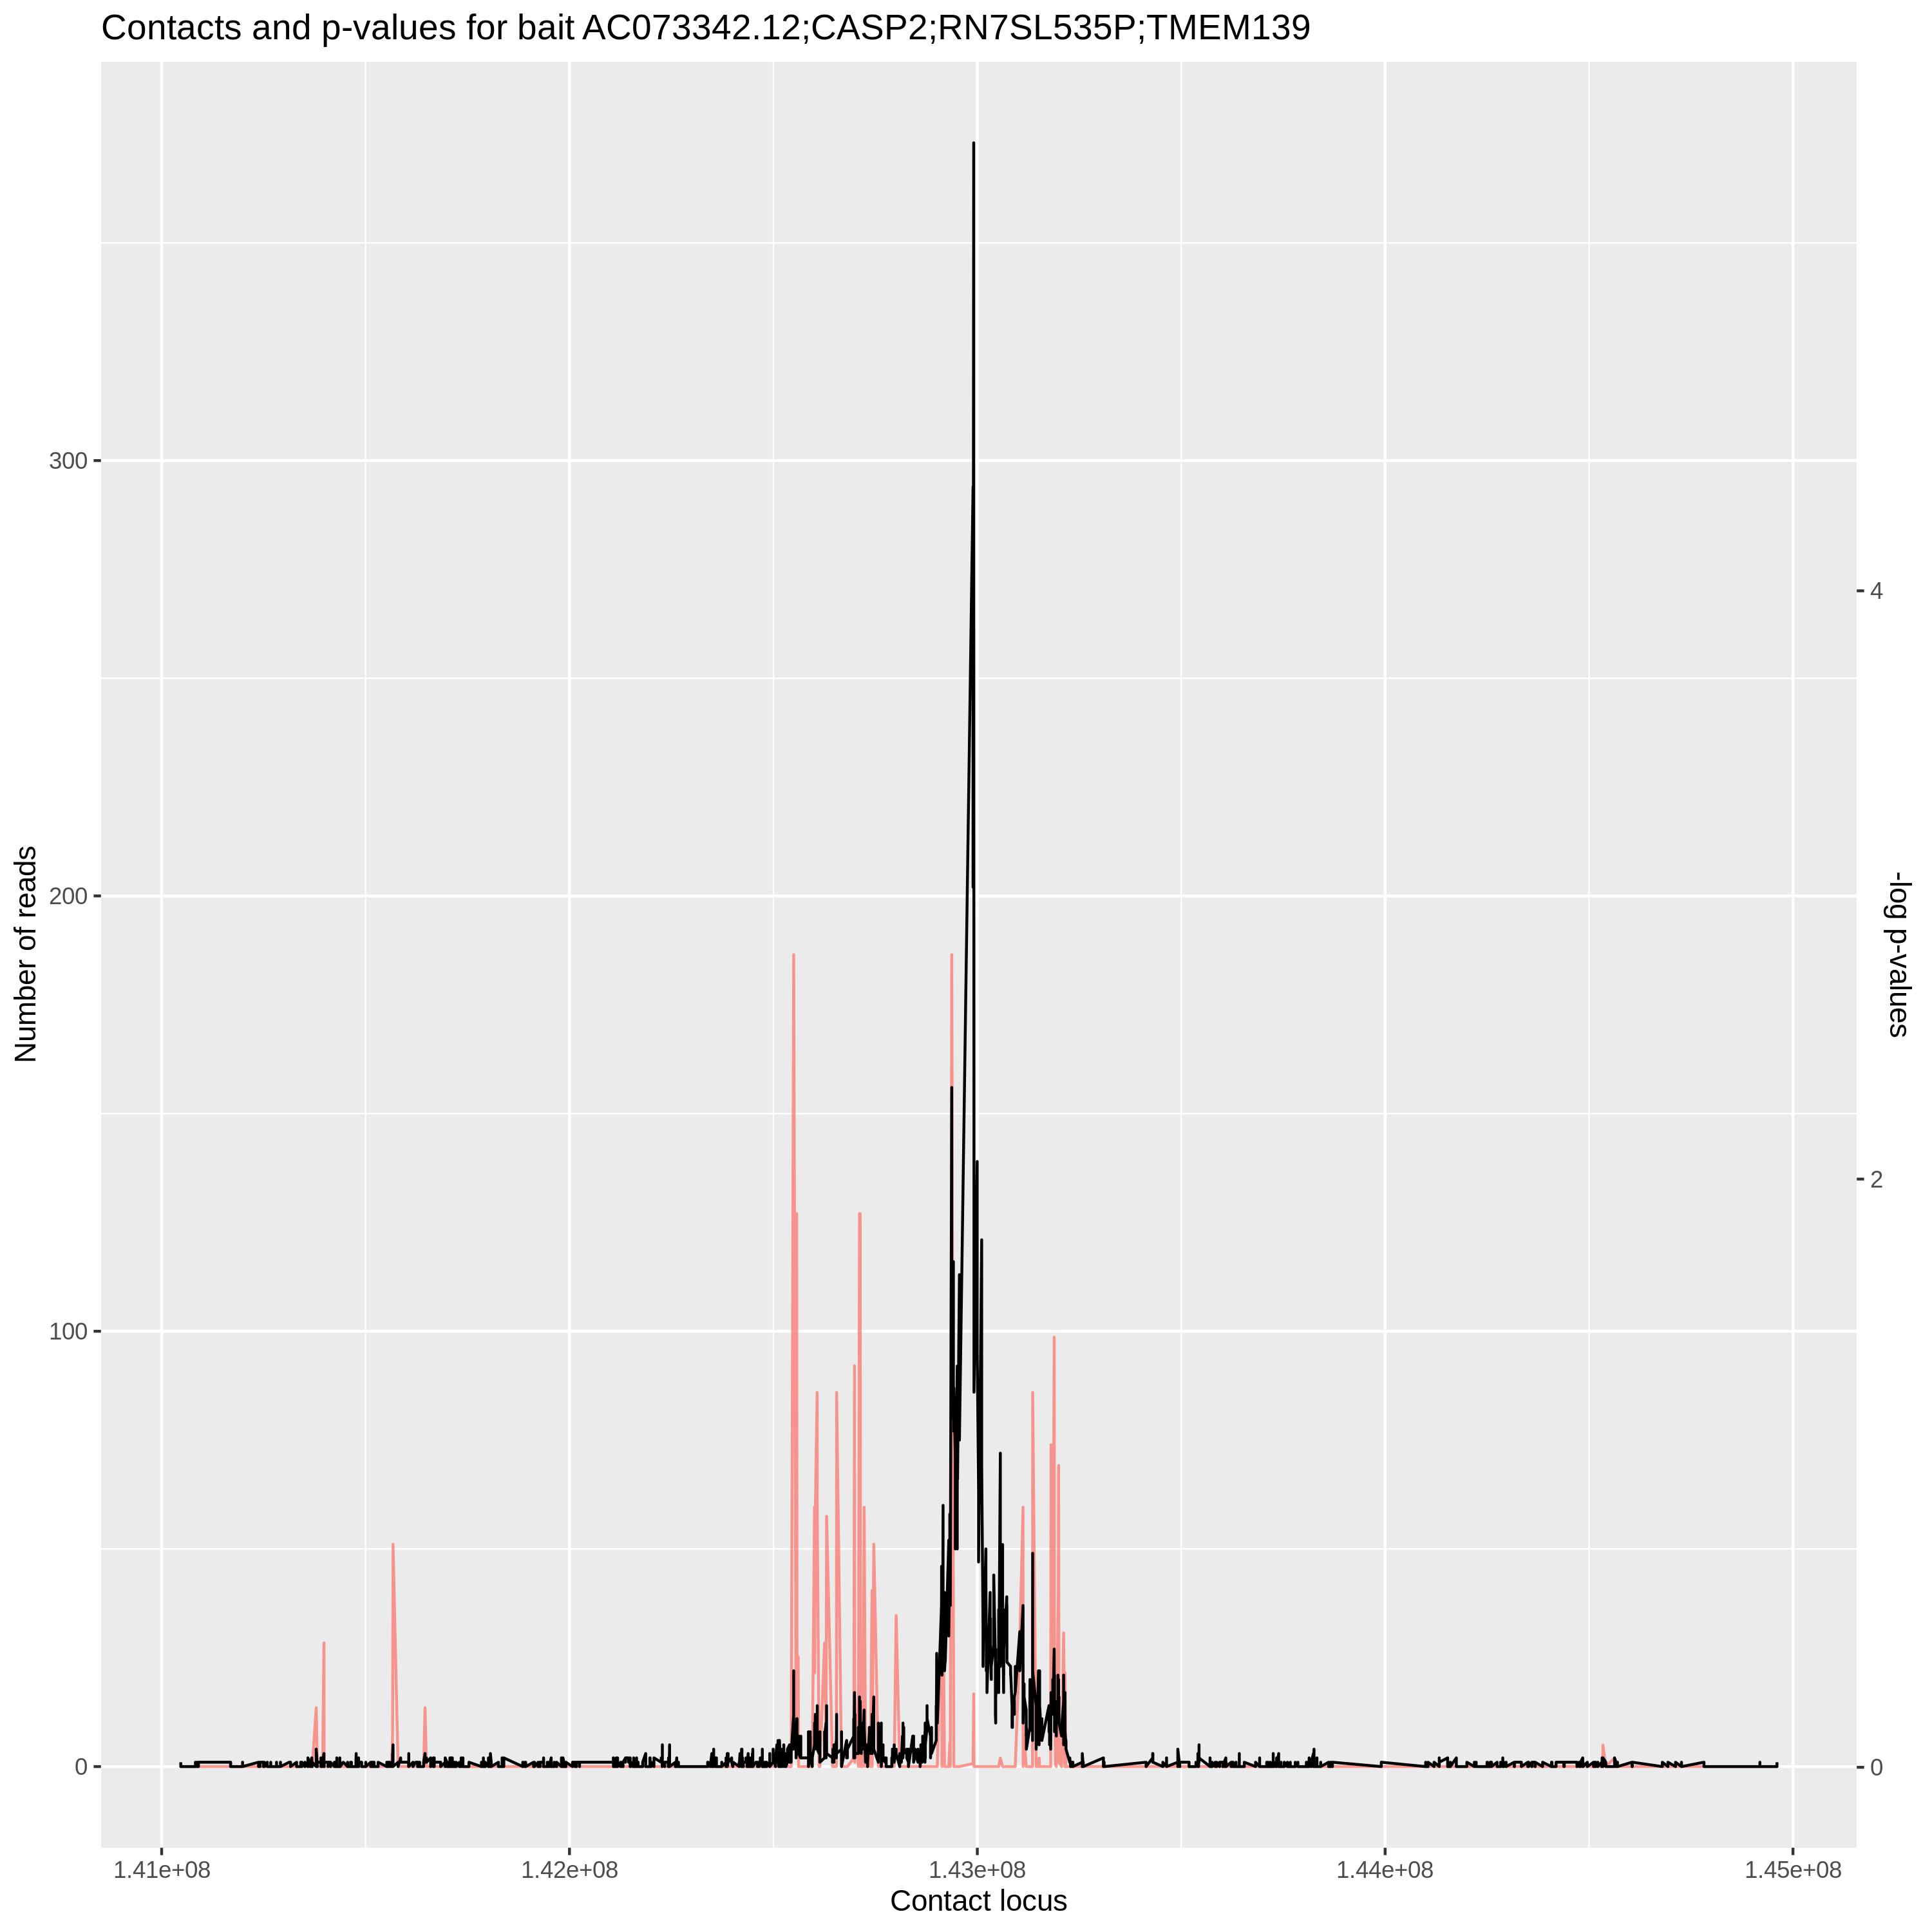 Contacts and p-values for bait AC073342.12;CASP2;RN7SL535P;TMEM139
Number of reads
300
200
100
0
4
2
0
-log p-values
1.41e+08 1.42e+08 1.43e+08 1.44e+08 1.45e+08
Contact locus